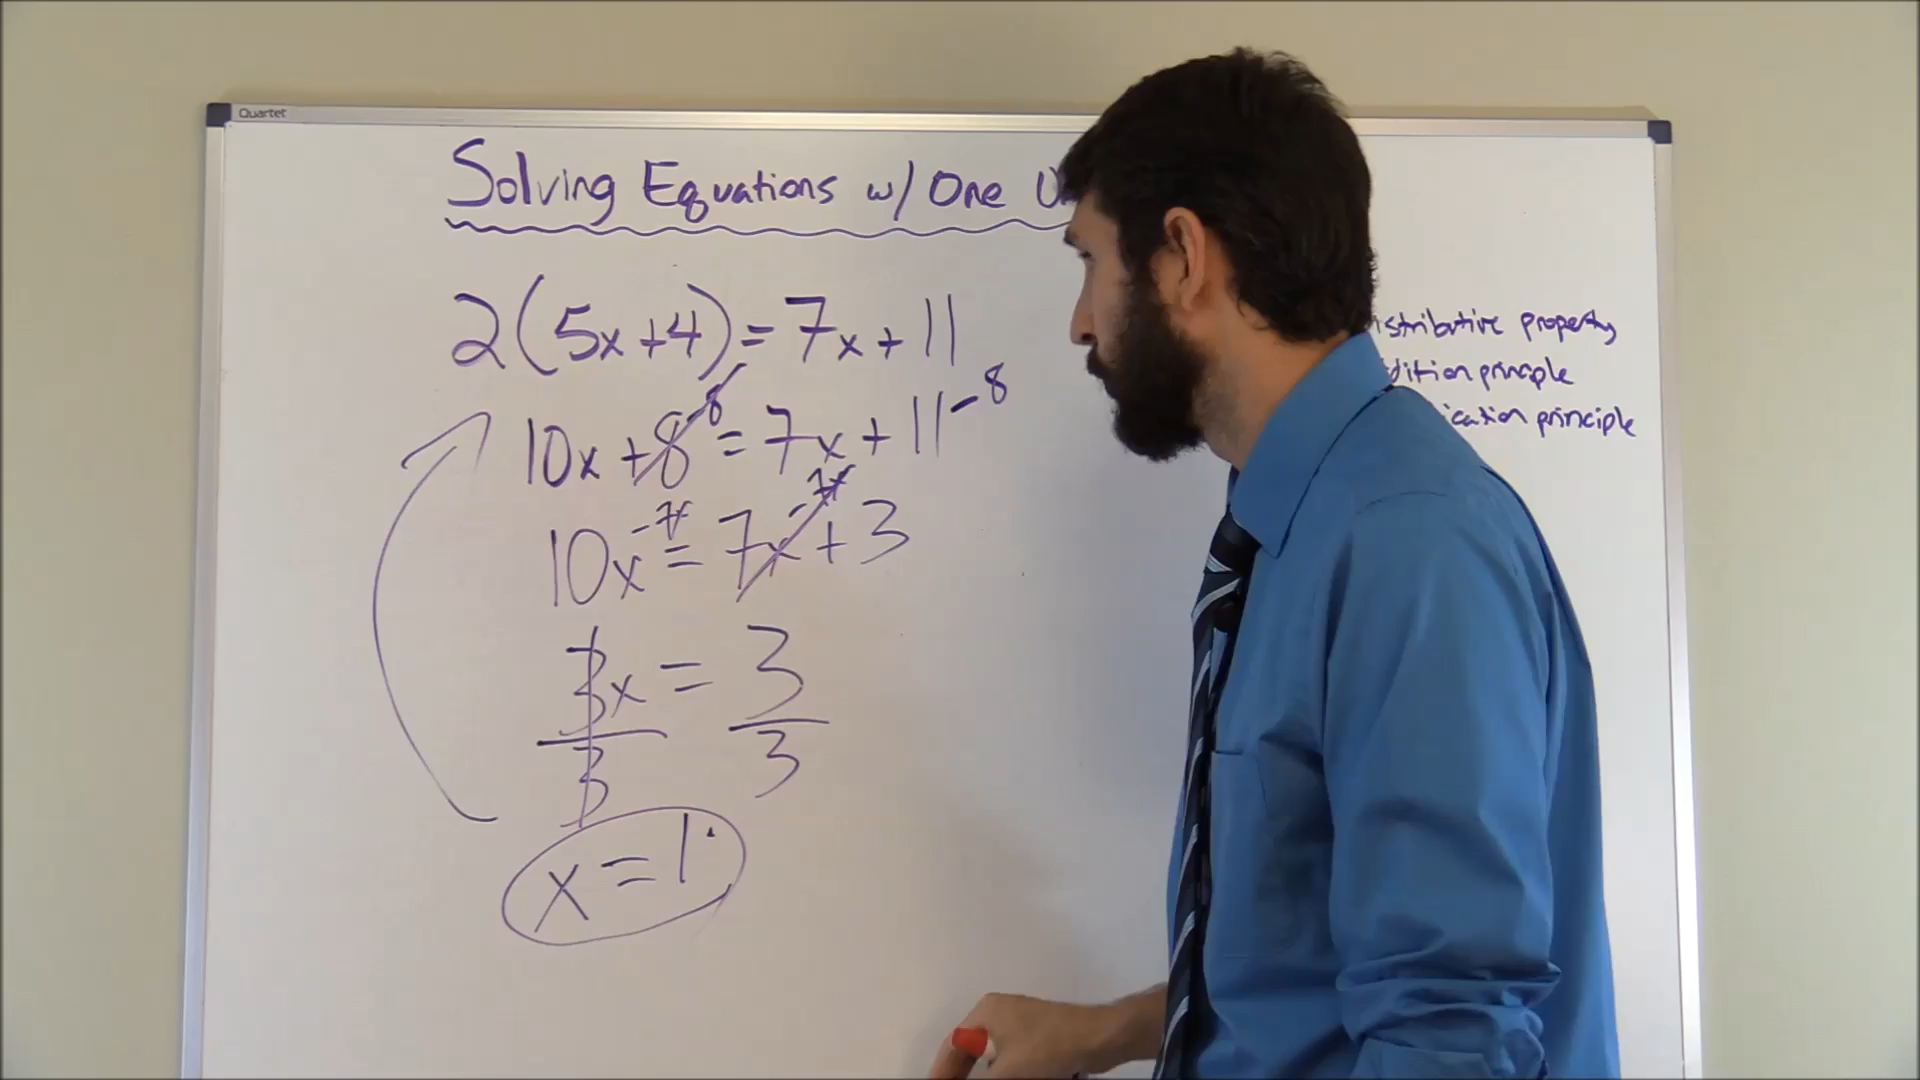 Quartet
Solving Equations w/ One
2(5x+4) = 7x + 11
10x + 8 - 8 = 7x + 11 - 8
10x - 7x = 7x - 7x + 3
3x = 3
3 3
x = 1
istributive property
dition principle
ication principle